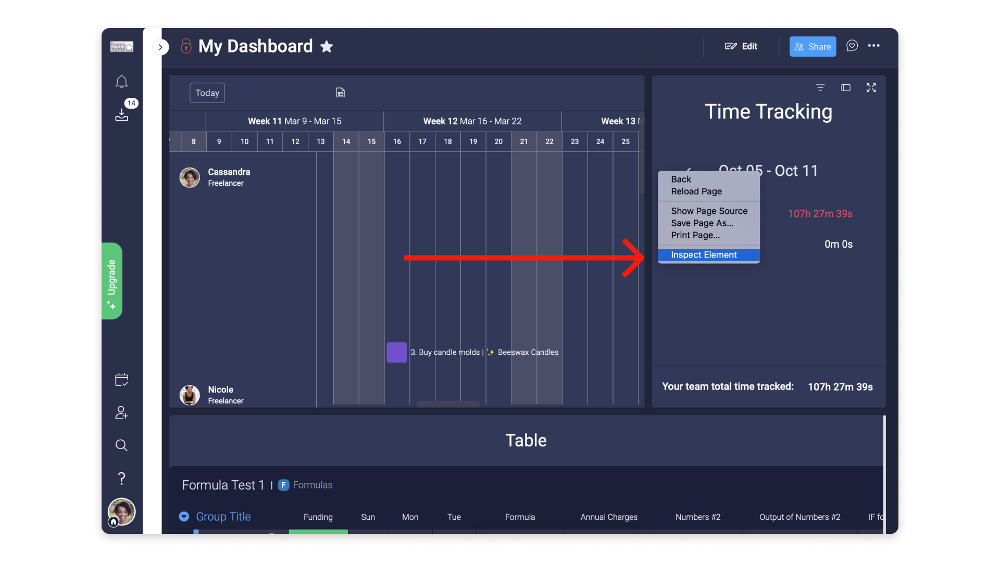 Happy
Home
My Dashboard
Edit
Share
14
Today
Week 11 Mar 9 - Mar 15
Week 12 Mar 16 - Mar 22
Week 13
8 9 10 11 12 13 14 15 16 17 18 19 20 21 22 23 24 25
Cassandra
Freelancer
3. Buy candle molds | ✨ Beeswax Candles
Nicole
Freelancer
Upgrade
Time Tracking
Oct 05 - Oct 11
Back
Reload Page
Show Page Source
Save Page As...
Print Page...
Inspect Element
107h 27m 39s
0m 0s
Your team total time tracked: 107h 27m 39s
Table
Formula Test 1 | F Formulas
Group Title Funding Sun Mon Tue Formula Annual Charges Numbers #2 Output of Numbers #2 IF fo